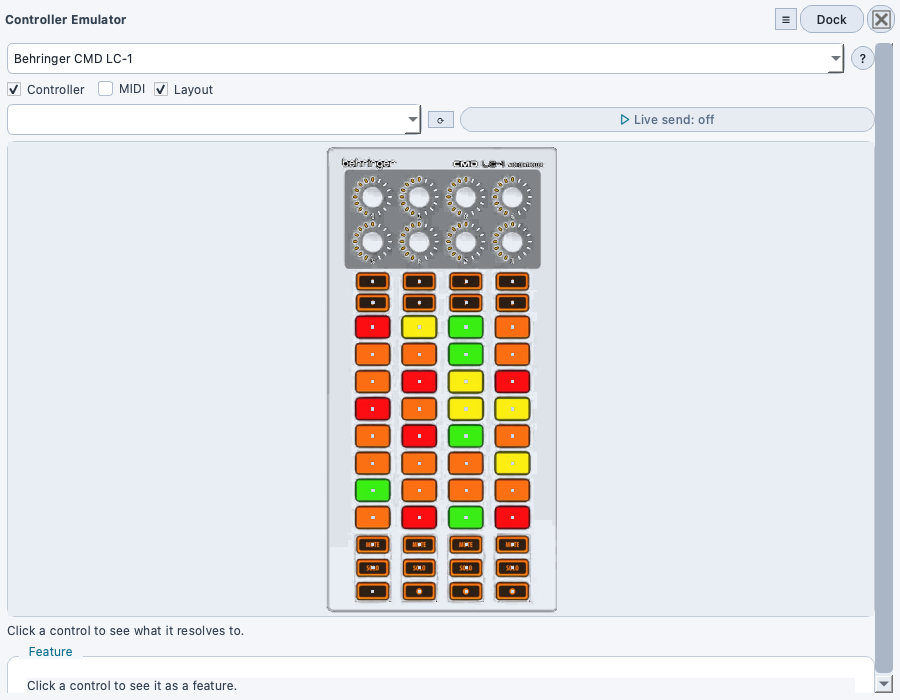 Controller Emulator
Dock
Behringer CMD LC-1
?
Controller MIDI Layout
Live send: off
behringer CMD LC-1
MUTE MUTE MUTE MUTE
SOLO SOLO SOLO SOLO
Click a control to see what it resolves to.
Feature
Click a control to see it as a feature.